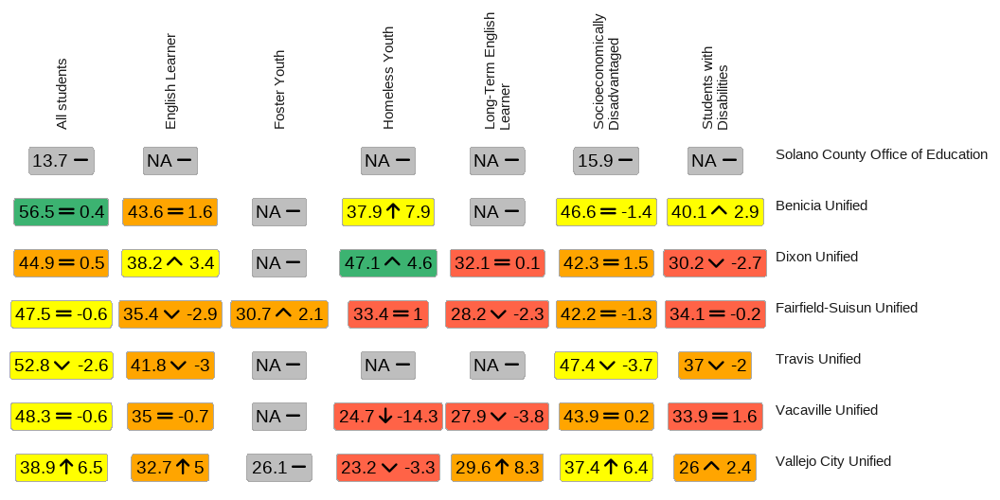 All students
English Learner
Foster Youth
Homeless Youth
Long-Term English
Learner
Socioeconomically
Disadvantaged
Students with
Disabilities
13.7 − NA − NA − NA − 15.9 − NA − Solano County Office of Education
56.5 = 0.4 43.6 = 1.6 NA − 37.9 ↑ 7.9 NA − 46.6 = -1.4 40.1 ^ 2.9 Benicia Unified
44.9 = 0.5 38.2 ^ 3.4 NA − 47.1 ^ 4.6 32.1 = 0.1 42.3 = 1.5 30.2 ⌄ -2.7 Dixon Unified
47.5 = -0.6 35.4 ⌄ -2.9 30.7 ^ 2.1 33.4 = 1 28.2 ⌄ -2.3 42.2 = -1.3 34.1 = -0.2 Fairfield-Suisun Unified
52.8 ⌄ -2.6 41.8 ⌄ -3 NA − NA − NA − 47.4 ⌄ -3.7 37 ⌄ -2 Travis Unified
48.3 = -0.6 35 = -0.7 NA − 24.7 ↓ -14.3 27.9 ⌄ -3.8 43.9 = 0.2 33.9 = 1.6 Vacaville Unified
38.9 ↑ 6.5 32.7 ↑ 5 26.1 − 23.2 ⌄ -3.3 29.6 ↑ 8.3 37.4 ↑ 6.4 26 ^ 2.4 Vallejo City Unified